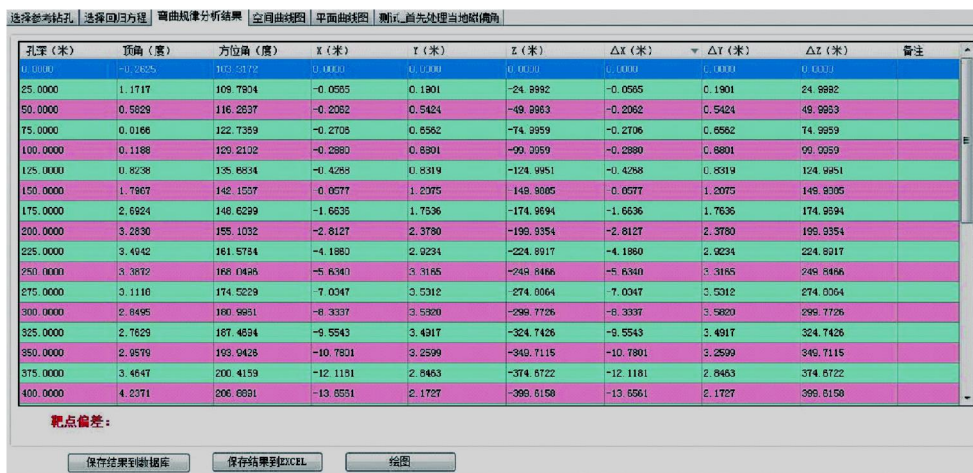 选择参考钻孔 选择回归方程 弯曲规律分析结果 空间曲线图 平面曲线图 测试_首先处理当地磁偏角
孔深（米） 顶角（度） 方位角（度） X（米） Y（米） Z（米） △X（米） △Y（米） △Z（米） 备注
0.0000 -0.2625 103.3172 0.0000 0.0000 0.0000 0.0000 0.0000 0.0000
25.0000 1.1717 109.7904 -0.0565 0.1901 -24.9992 -0.0565 0.1901 24.9992
50.0000 0.5829 116.2637 -0.2062 0.5424 -49.9963 -0.2062 0.5424 49.9963
75.0000 0.0166 122.7369 -0.2706 0.6562 -74.9959 -0.2706 0.6562 74.9959
100.0000 0.1188 129.2102 -0.2880 0.6801 -99.9959 -0.2880 0.6801 99.9959
125.0000 0.8238 135.6834 -0.4268 0.8319 -124.9951 -0.4268 0.8319 124.9951
150.0000 1.7967 142.1567 -0.8577 1.2075 -149.9885 -0.8577 1.2075 149.9885
175.0000 2.6924 148.6299 -1.6636 1.7636 -174.9694 -1.6636 1.7636 174.9694
200.0000 3.2830 155.1032 -2.8127 2.3780 -199.9354 -2.8127 2.3780 199.9354
225.0000 3.4942 161.5764 -4.1860 2.9234 -224.8917 -4.1860 2.9234 224.8917
250.0000 3.3872 168.0496 -5.6340 3.3165 -249.8466 -5.6340 3.3165 249.8466
275.0000 3.1118 174.5229 -7.0347 3.5312 -274.8064 -7.0347 3.5312 274.8064
300.0000 2.8495 180.9961 -8.3337 3.5820 -299.7726 -8.3337 3.5820 299.7726
325.0000 2.7629 187.4694 -9.5543 3.4917 -324.7426 -9.5543 3.4917 324.7426
350.0000 2.9579 193.9426 -10.7801 3.2599 -349.7115 -10.7801 3.2599 349.7115
375.0000 3.4647 200.4159 -12.1181 2.8463 -374.6722 -12.1181 2.8463 374.6722
400.0000 4.2371 206.8891 -13.6561 2.1727 -399.6158 -13.6561 2.1727 399.6158
靶点偏差：
保存结果到数据库 保存结果到EXCEL 绘图